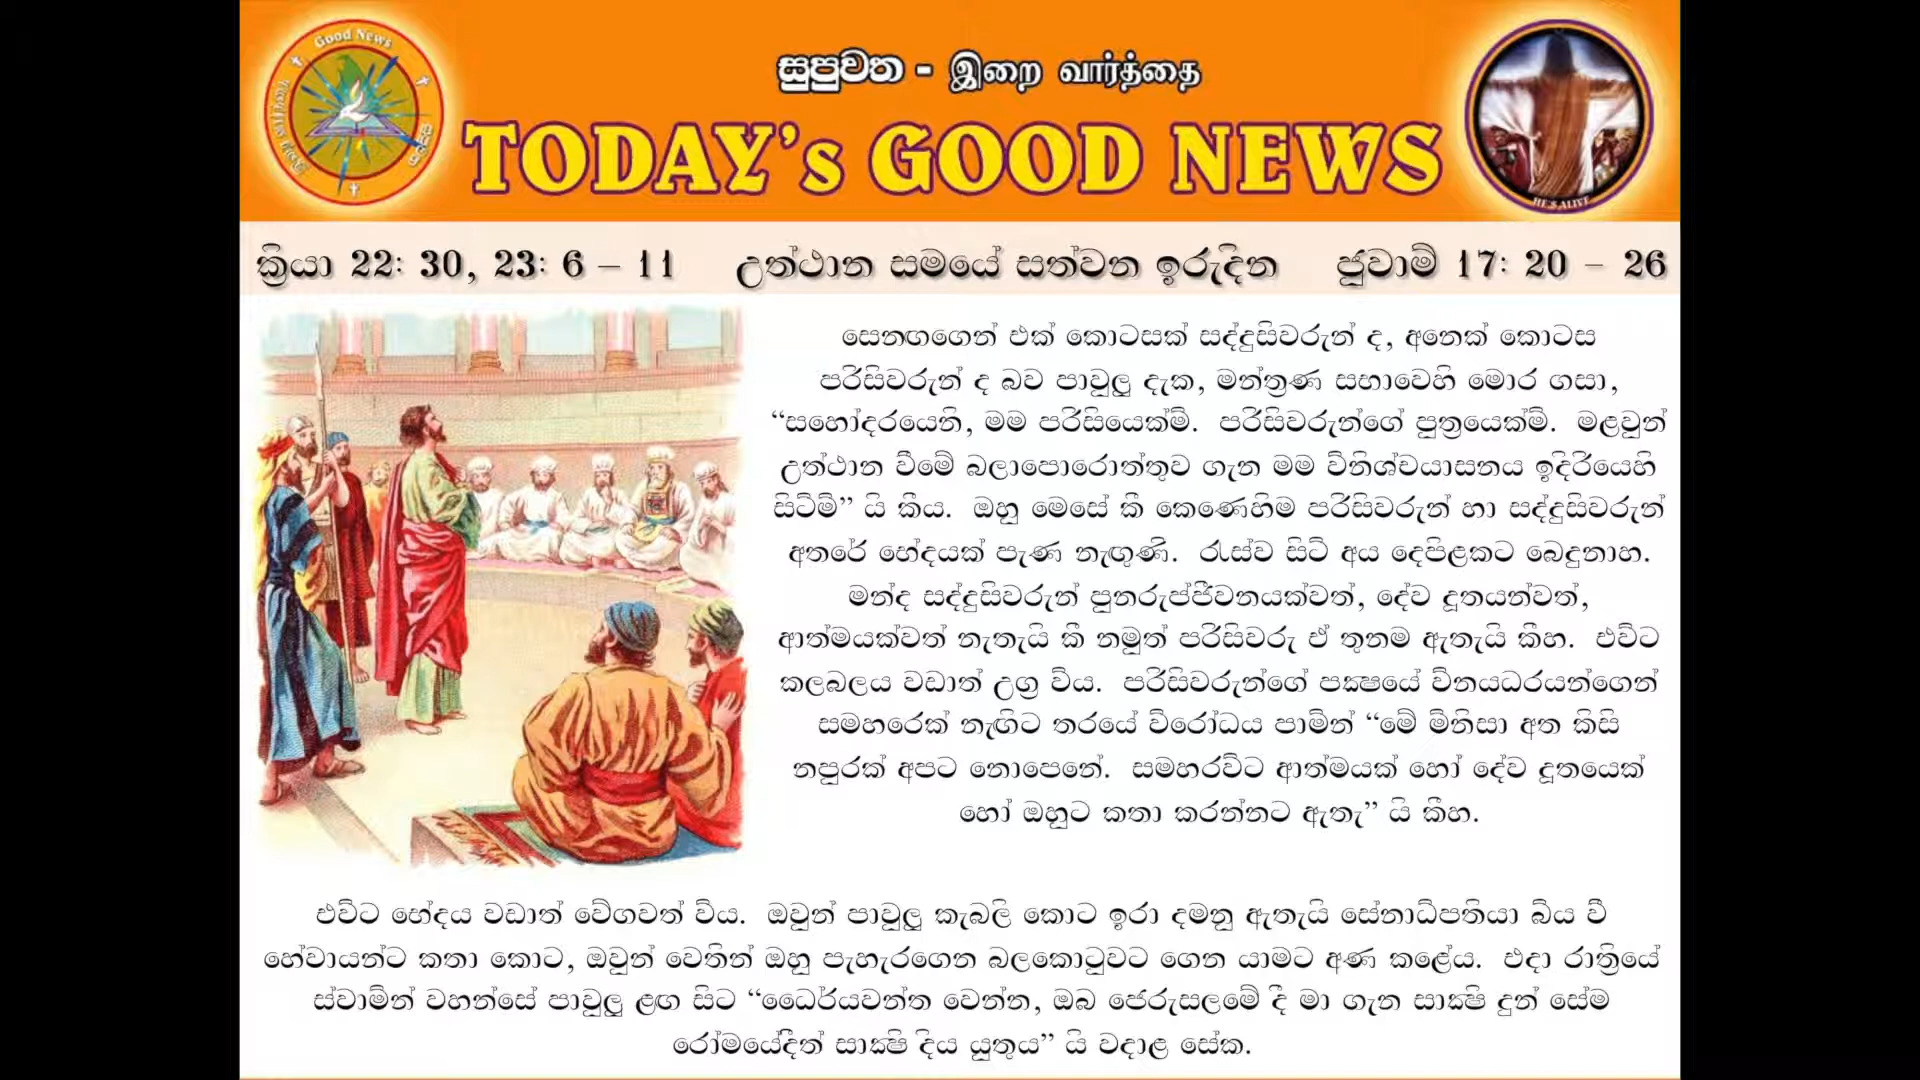 Good News
සුපුවත - இறை வார்த்தை
TODAY's GOOD NEWS
HE'S ALIVE
ක්‍රියා 22: 30, 23: 6 – 11 උත්ථාන සමයේ සත්වන ඉරුදින ජුවාම් 17: 20 – 26
සෙනඟගෙන් එක් කොටසක් සද්දුසිවරුන් ද, අනෙක් කොටස
පරිසිවරුන් ද බව පාවුලු දැක, මන්ත්‍රණ සභාවෙහි මොර ගසා,
“සහෝදරයෙනි, මම පරිසියෙක්මි. පරිසිවරුන්ගේ පුත්‍රයෙක්මි. මළවුන්
උත්ථාන වීමේ බලාපොරොත්තුව ගැන මම විනිශ්චයාසනය ඉදිරියෙහි
සිටිමි” යි කීය. ඔහු මෙසේ කී කෙණෙහිම පරිසිවරුන් හා සද්දුසිවරුන්
අතරේ භේදයක් පැණ නැඟුණි. රැස්ව සිටි අය දෙපිළකට බෙදුනාහ.
මන්ද සද්දුසිවරුන් පුනරුප්ජීවනයක්වත්, දේව දූතයන්වත්,
ආත්මයක්වත් නැතැයි කී නමුත් පරිසිවරු ඒ තුනම ඇතැයි කීහ. එවිට
කලබලය වඩාත් උග්‍ර විය. පරිසිවරුන්ගේ පක්‍ෂයේ විනයධරයන්ගෙන්
සමහරෙක් නැඟිට තරයේ විරෝධය පාමින් “මේ මිනිසා අත කිසි
නපුරක් අපට නොපෙනේ. සමහරවිට ආත්මයක් හෝ දේව දූතයෙක්
හෝ ඔහුට කතා කරන්නට ඇතැ” යි කීහ.
එවිට භේදය වඩාත් වේගවත් විය. ඔවුන් පාවුලු කැබලි කොට ඉරා දමනු ඇතැයි සේනාධිපතියා බිය වී
හේවායන්ට කතා කොට, ඔවුන් වෙතින් ඔහු පැහැරගෙන බලකොටුවට ගෙන යාමට අණ කළේය. එදා රාත්‍රියේ
ස්වාමින් වහන්සේ පාවුලු ළඟ සිට “ධෛර්යවන්ත වෙන්න, ඔබ ජෙරුසලමේ දී මා ගැන සාක්‍ෂි දුන් සේම
රෝමයේදීත් සාක්‍ෂි දිය යුතුය” යි වදාළ සේක.